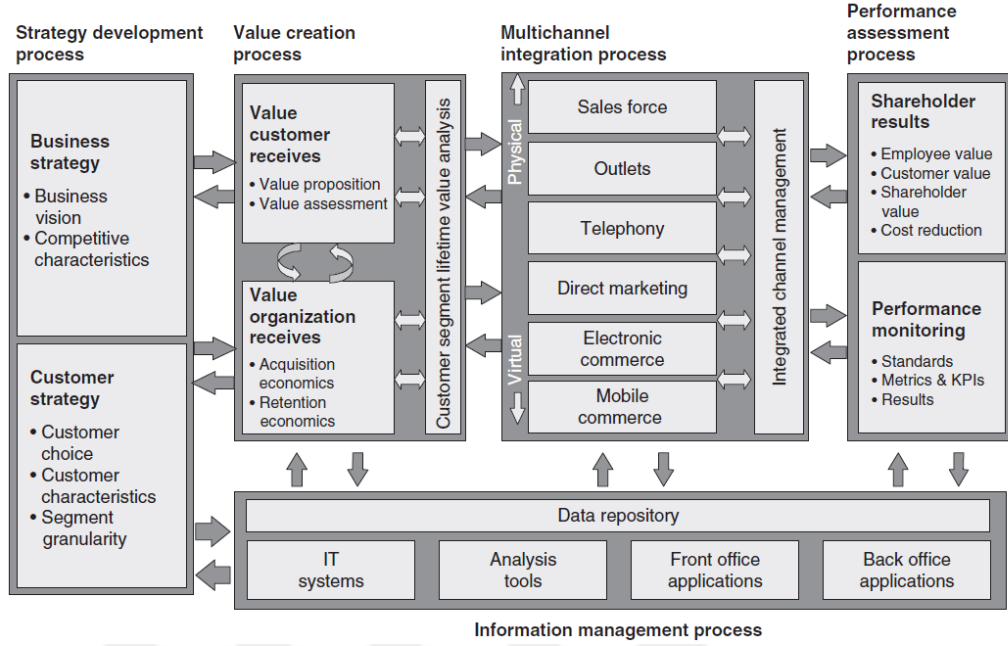 Strategy development
process
Value creation
process
Multichannel
integration process
Performance
assessment
process
Business
strategy
• Business
vision
• Competitive
characteristics
Customer
strategy
• Customer
choice
• Customer
characteristics
• Segment
granularity
Value
customer
receives
• Value proposition
• Value assessment
Value
organization
receives
• Acquisition
economics
• Retention
economics
Customer segment lifetime value analysis
Physical
Virtual
Sales force
Outlets
Telephony
Direct marketing
Electronic
commerce
Mobile
commerce
Integrated channel management
Shareholder
results
• Employee value
• Customer value
• Shareholder
value
• Cost reduction
Performance
monitoring
• Standards
• Metrics & KPIs
• Results
Data repository
IT
systems
Analysis
tools
Front office
applications
Back office
applications
Information management process